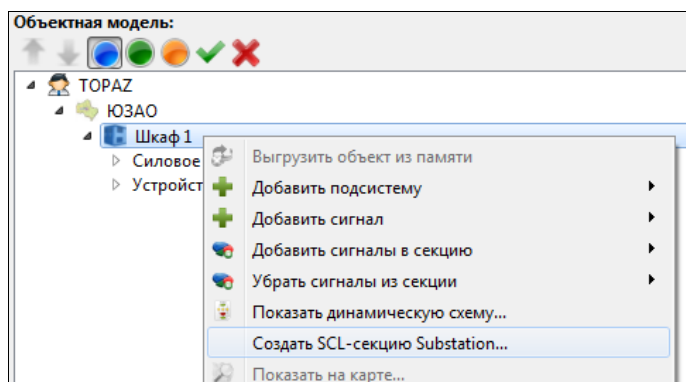 Объектная модель:
TOPAZ
ЮЗАО
Шкаф 1
Силовое
Устройст
Выгрузить объект из памяти
Добавить подсистему
Добавить сигнал
Добавить сигналы в секцию
Убрать сигналы из секции
Показать динамическую схему...
Создать SCL-секцию Substation...
Показать на карте...